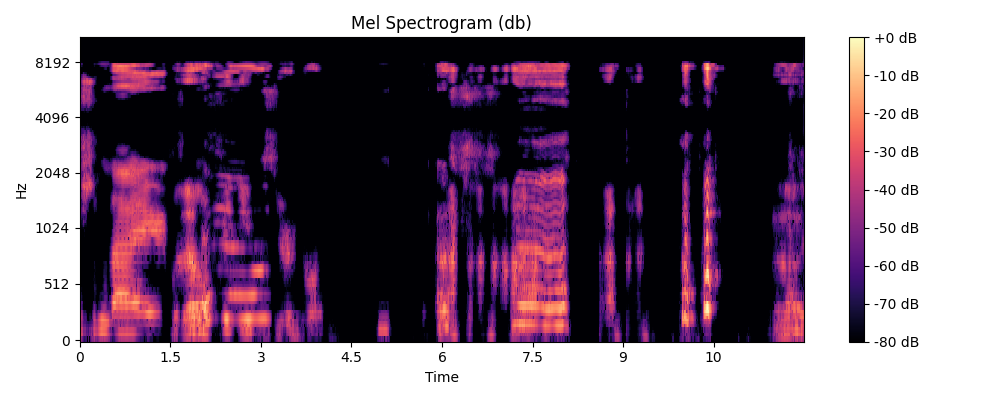 Mel Spectrogram (db)
8192
4096
2048
1024
512
0
Hz
0 1.5 3 4.5 6 7.5 9 10
Time
+0 dB
-10 dB
-20 dB
-30 dB
-40 dB
-50 dB
-60 dB
-70 dB
-80 dB